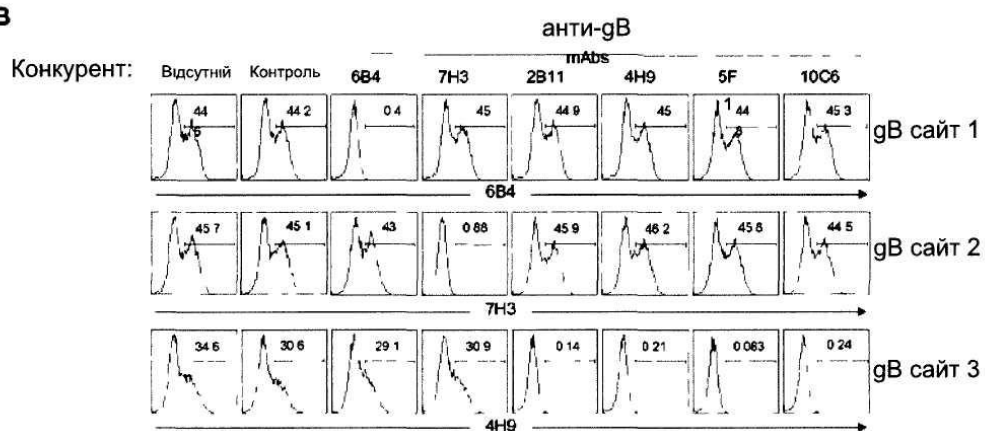 В
анти-gB
mAbs
Конкурент: Відсутній Контроль 6B4 7H3 2B11 4H9 5F 10C6
1
44 5 44 2 0 4 45 44 9 45 44 8 45 3 gB сайт 1
6B4
45 7 45 1 43 0 88 45 9 46 2 45 8 44 5 gB сайт 2
7H3
34 6 30 6 29 1 30 9 0 14 0 21 0 063 0 24 gB сайт 3
4H9